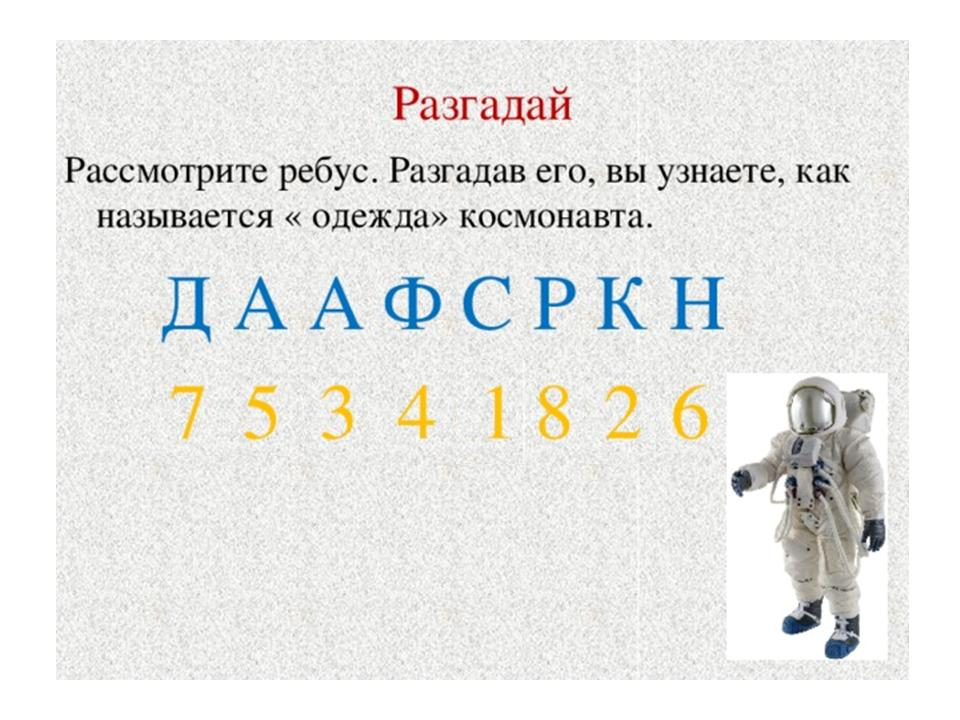 Разгадай
Рассмотрите ребус. Разгадав его, вы узнаете, как
называется « одежда» космонавта.
Д А А Ф С Р К Н
7 5 3 4 1 8 2 6